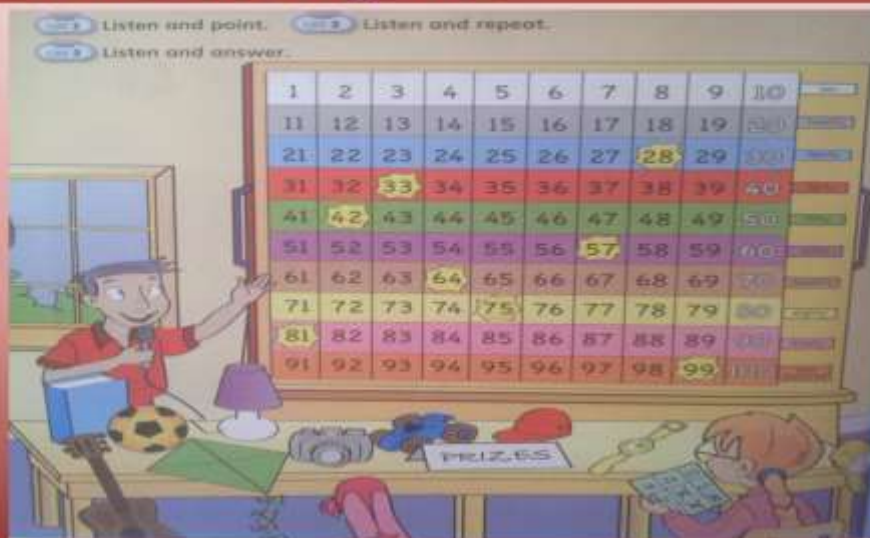 Listen and point. Listen and repeat.
Listen and answer.
1 2 3 4 5 6 7 8 9 10
11 12 13 14 15 16 17 18 19 20
21 22 23 24 25 26 27 28 29 30
31 32 33 34 35 36 37 38 39 40
41 42 43 44 45 46 47 48 49 50
51 52 53 54 55 56 57 58 59 60
61 62 63 64 65 66 67 68 69 70
71 72 73 74 75 76 77 78 79 80
81 82 83 84 85 86 87 88 89 90
91 92 93 94 95 96 97 98 99 100
PRIZES